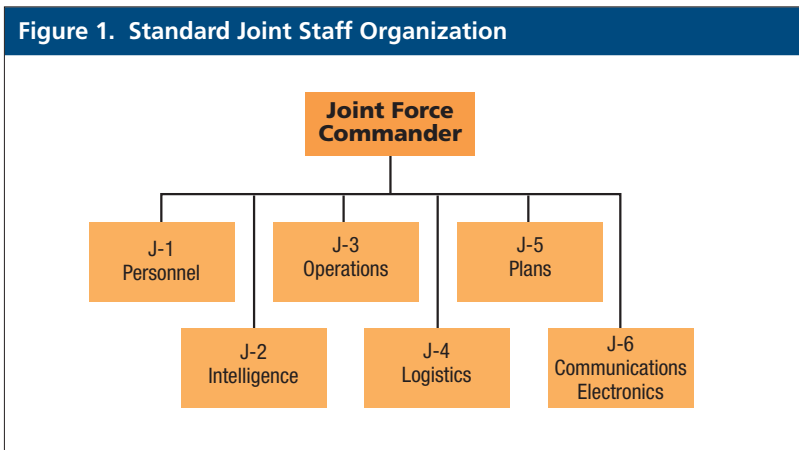 Figure 1. Standard Joint Staff Organization
Joint Force
Commander
J-1
Personnel
J-3
Operations
J-5
Plans
J-2
Intelligence
J-4
Logistics
J-6
Communications
Electronics